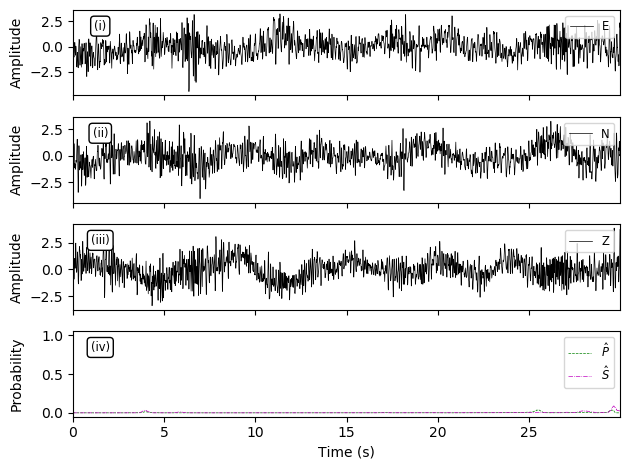 Amplitude
2.5
0.0
−2.5
(i)
E
Amplitude
2.5
0.0
−2.5
(ii)
N
Amplitude
2.5
0.0
−2.5
(iii)
Z
Probability
1.0
0.5
0.0
(iv)
P̂
Ŝ
0 5 10 15 20 25
Time (s)